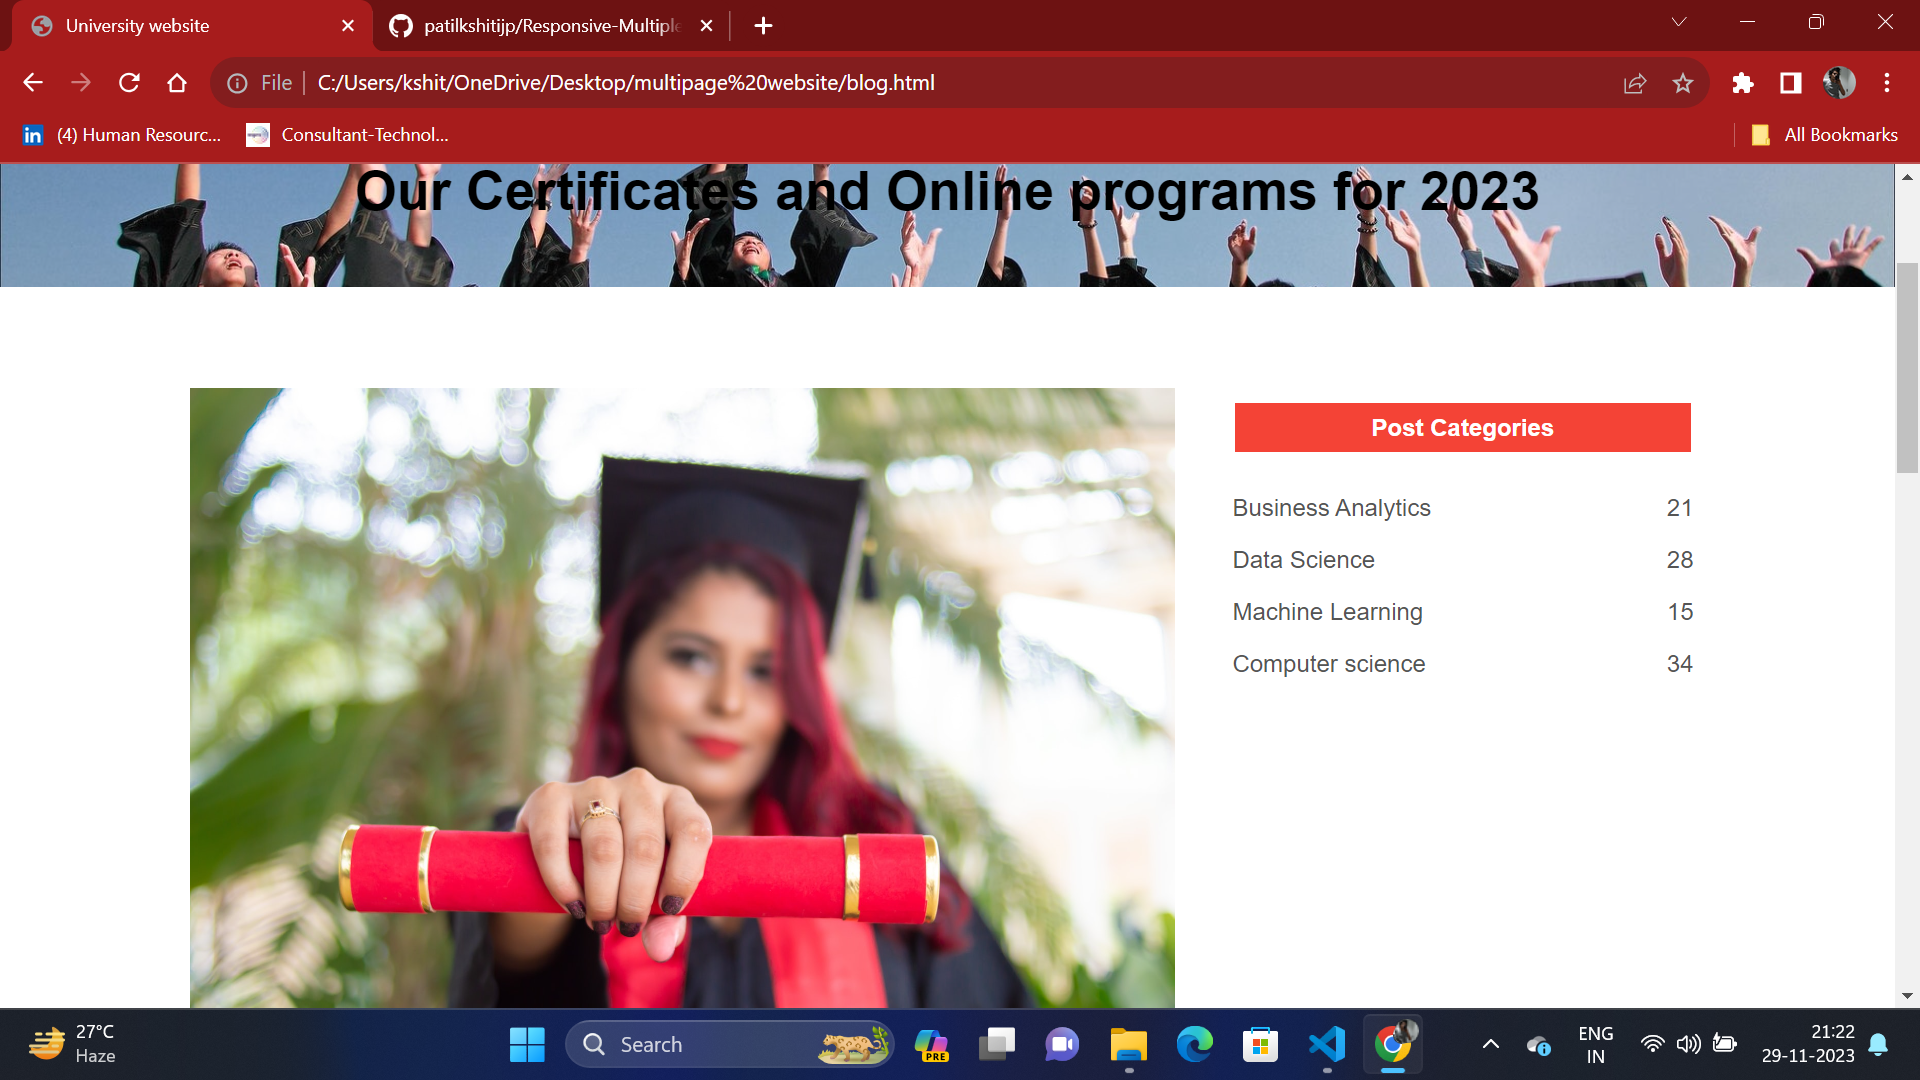 University website
patilkshitijp/Responsive-Multiple
File
C:/Users/kshit/OneDrive/Desktop/multipage%20website/blog.html
(4) Human Resourc...
Consultant-Technol...
All Bookmarks
Our Certificates and Online programs for 2023
Post Categories
Business Analytics 21
Data Science 28
Machine Learning 15
Computer science 34
27°C
Haze
Search
PRE
ENG
IN
21:22
29-11-2023